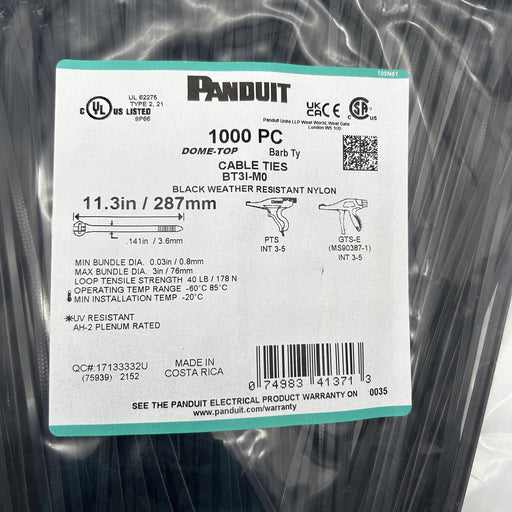 105N61
PANDUIT
UL 62275
TYPE 2, 21
C UL US LISTED
8P66
UK CA CE SA
Panduit Units LLP West World, West Gate
London W5 1UD
1000 PC
DOME-TOP Barb Ty
CABLE TIES
BT3I-M0
BLACK WEATHER RESISTANT NYLON
11.3in / 287mm
.141in / 3.6mm
PTS
INT 3-5
GTS-E
(MS90387-1)
INT 3-5
MIN BUNDLE DIA. 0.03in / 0.8mm
MAX BUNDLE DIA. 3in / 76mm
LOOP TENSILE STRENGTH 40 LB / 178 N
OPERATING TEMP RANGE -60°C 85°C
MIN INSTALLATION TEMP -20°C
UV RESISTANT
AH-2 PLENUM RATED
QC#:17133332U
(75939) 2152
MADE IN
COSTA RICA
0 74983 41371 3
SEE THE PANDUIT ELECTRICAL PRODUCT WARRANTY ON 0035
www.panduit.com/warranty